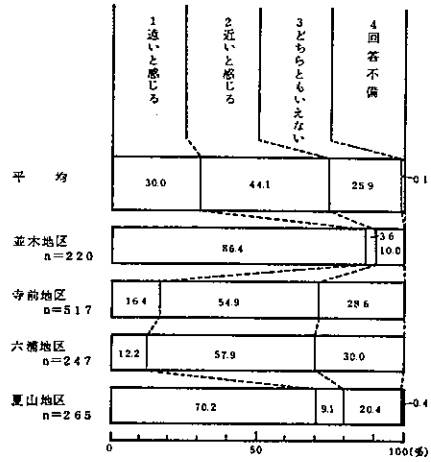 1遠いと感じる
2近いと感じる
3どちらともいえない
4回答不備
平均
30.0 44.1 25.9 0.1
並木地区
n=220
86.4 3.6 10.0
寺前地区
n=517
16.4 54.9 28.6
六浦地区
n=247
12.2 57.9 30.0
夏山地区
n=265
70.2 9.1 20.4 0.4
0 50 100(%)